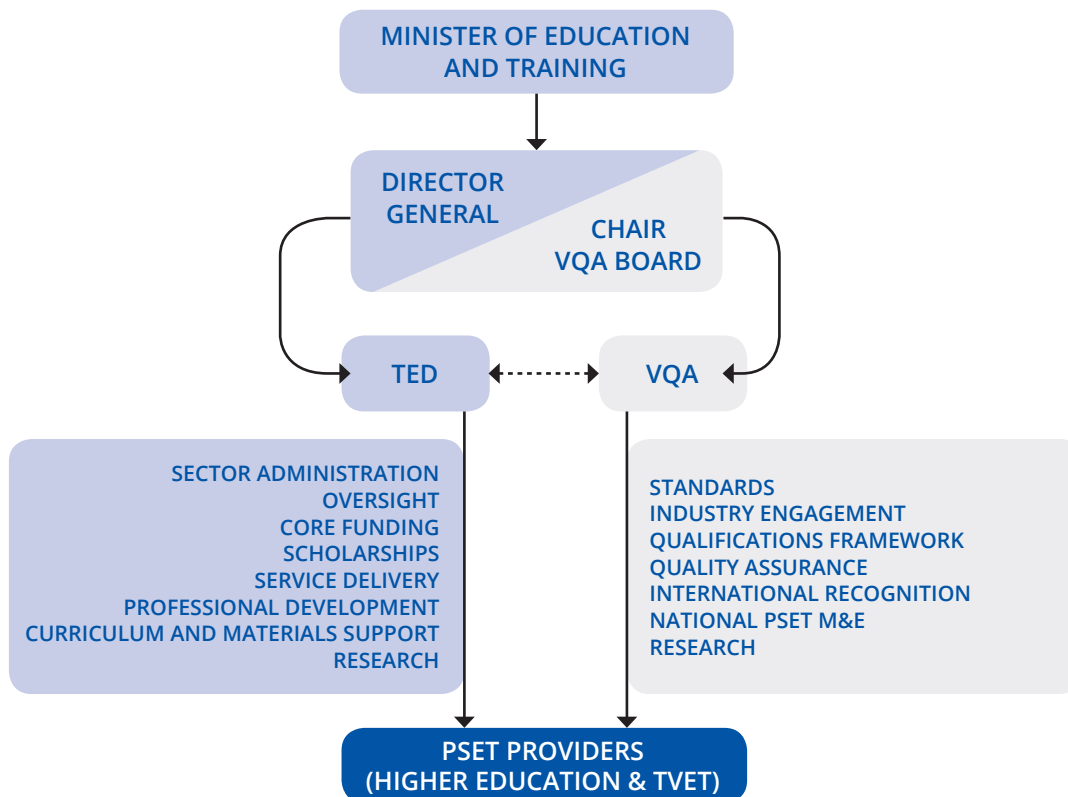 MINISTER OF EDUCATION
AND TRAINING
DIRECTOR
GENERAL
CHAIR
VQA BOARD
TED
VQA
SECTOR ADMINISTRATION
OVERSIGHT
CORE FUNDING
SCHOLARSHIPS
SERVICE DELIVERY
PROFESSIONAL DEVELOPMENT
CURRICULUM AND MATERIALS SUPPORT
RESEARCH
STANDARDS
INDUSTRY ENGAGEMENT
QUALIFICATIONS FRAMEWORK
QUALITY ASSURANCE
INTERNATIONAL RECOGNITION
NATIONAL PSET M&E
RESEARCH
PSET PROVIDERS
(HIGHER EDUCATION & TVET)